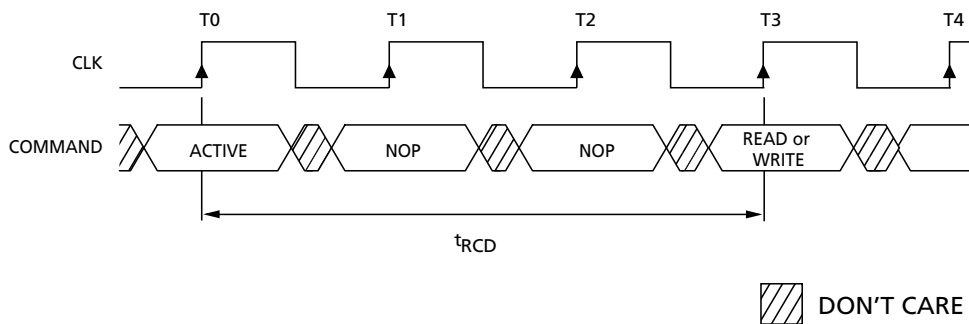 T0 T1 T2 T3 T4
CLK
COMMAND ACTIVE NOP NOP READ or
WRITE
tRCD
DON'T CARE